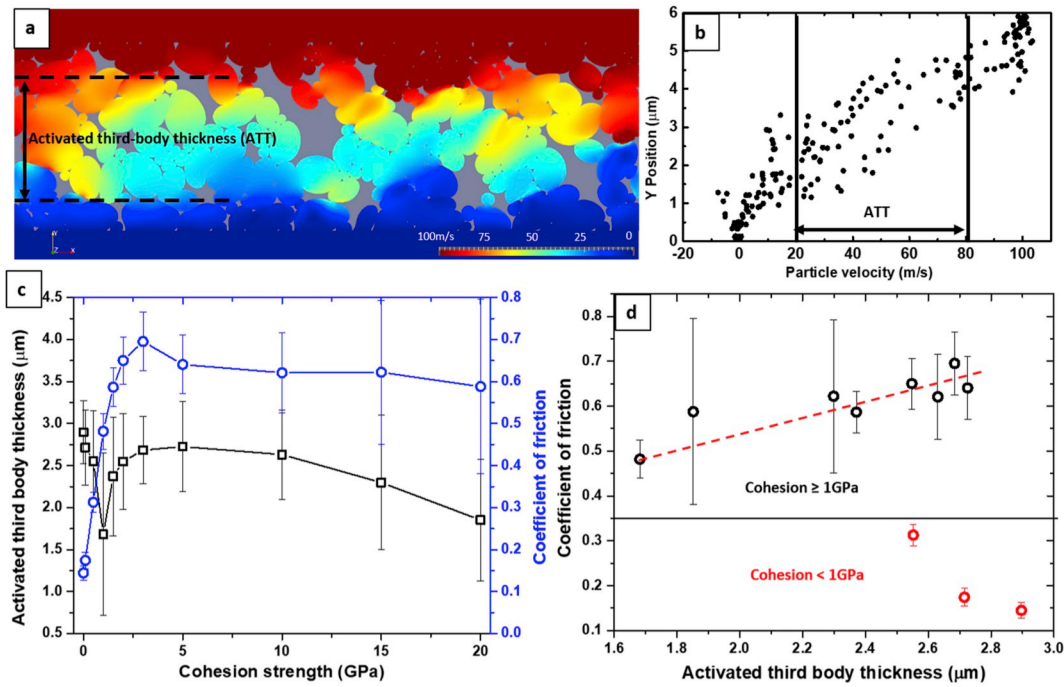 a
Activated third-body thickness (ATT)
100m/s 75 50 25 0
Y
Z X
b
Y Position (μm)
6
5
4
3
2
1
0
ATT
-20 0 20 40 60 80 100
Particle velocity (m/s)
c
Activated third body thickness (μm)
4.5
4.0
3.5
3.0
2.5
2.0
1.5
1.0
0.5
0.8
0.7
0.6
0.5
0.4
0.3
0.2
0.1
0.0
Coefficient of friction
0 5 10 15 20
Cohesion strength (GPa)
d
Coefficient of friction
0.8
0.7
0.6
0.5
0.4
0.3
0.2
0.1
Cohesion ≥ 1GPa
Cohesion < 1GPa
1.6 1.8 2.0 2.2 2.4 2.6 2.8 3.0
Activated third body thickness (μm)